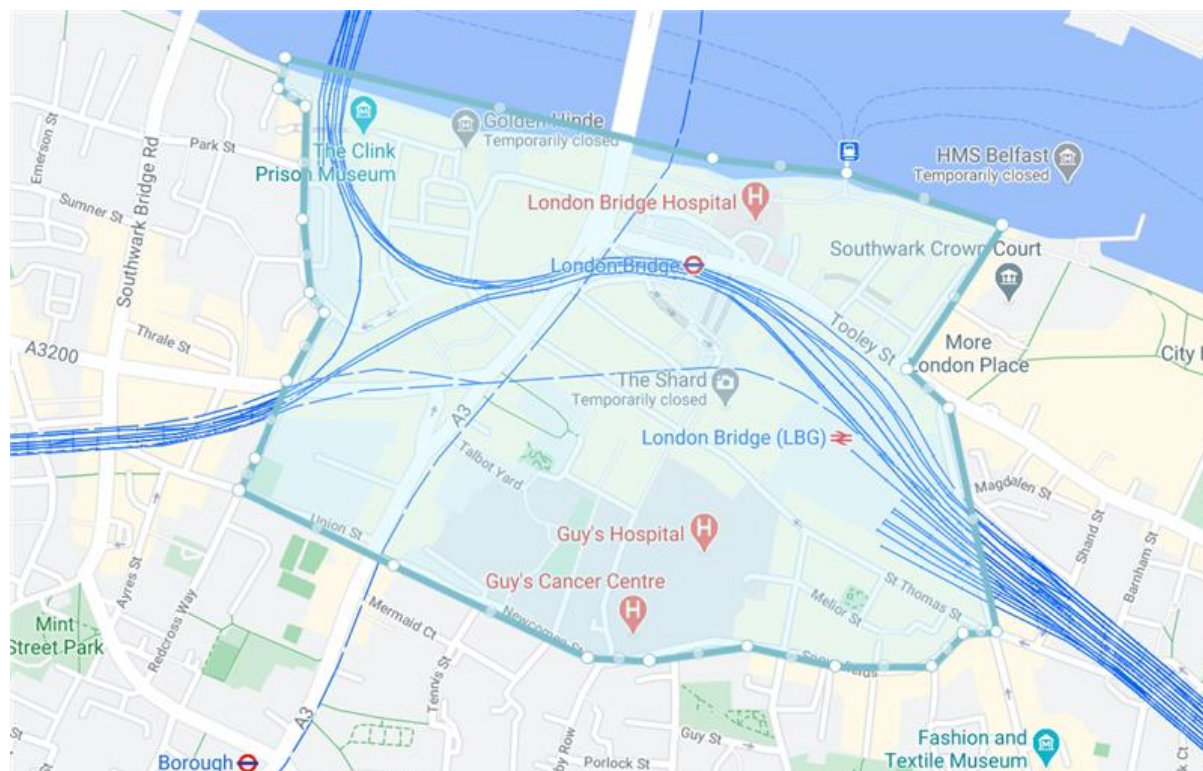 Emerson St
Park St
The Clink
Prison Museum
Golden Hinde
Temporarily closed
HMS Belfast
Temporarily closed
Sumner St
Southwark Bridge Rd
London Bridge Hospital
Southwark Crown Court
London Bridge
Thrale St
A3200
Tooley St
More
London Place
The Shard
Temporarily closed
A3
London Bridge (LBG)
Talbot Yard
Magdalen St
Union St
Guy's Hospital
Shand St
Barnham St
Guy's Cancer Centre
Ayres St
Redcross Way
Mermaid Ct
Newcomen St
Melior St
St Thomas St
Mint
Street Park
Tennis St
A3
Guy St
Porlock St
Borough
Fashion and
Textile Museum